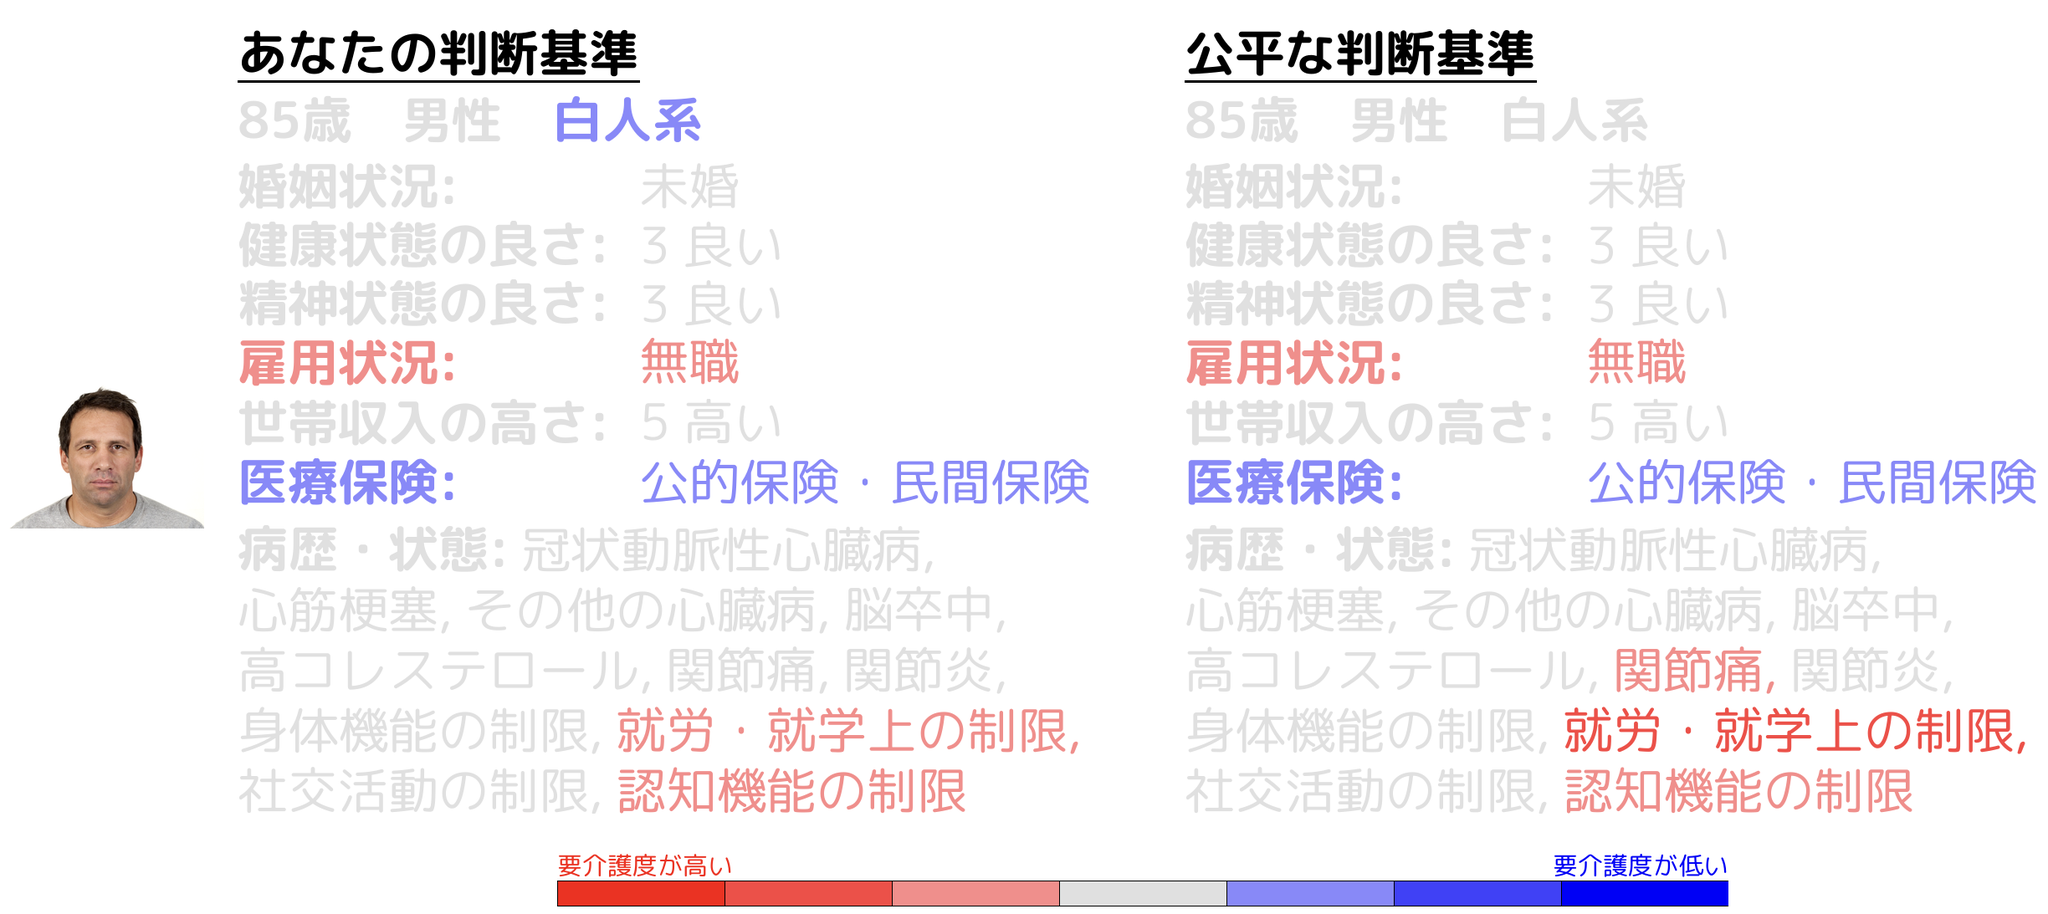 あなたの判断基準
85歳　男性　白人系
婚姻状況: 未婚
健康状態の良さ: 3 良い
精神状態の良さ: 3 良い
雇用状況: 無職
世帯収入の高さ: 5 高い
医療保険: 公的保険・民間保険
病歴・状態: 冠状動脈性心臓病,
心筋梗塞, その他の心臓病, 脳卒中,
高コレステロール, 関節痛, 関節炎,
身体機能の制限, 就労・就学上の制限,
社交活動の制限, 認知機能の制限
公平な判断基準
85歳　男性　白人系
婚姻状況: 未婚
健康状態の良さ: 3 良い
精神状態の良さ: 3 良い
雇用状況: 無職
世帯収入の高さ: 5 高い
医療保険: 公的保険・民間保険
病歴・状態: 冠状動脈性心臓病,
心筋梗塞, その他の心臓病, 脳卒中,
高コレステロール, 関節痛, 関節炎,
身体機能の制限, 就労・就学上の制限,
社交活動の制限, 認知機能の制限
要介護度が高い
要介護度が低い